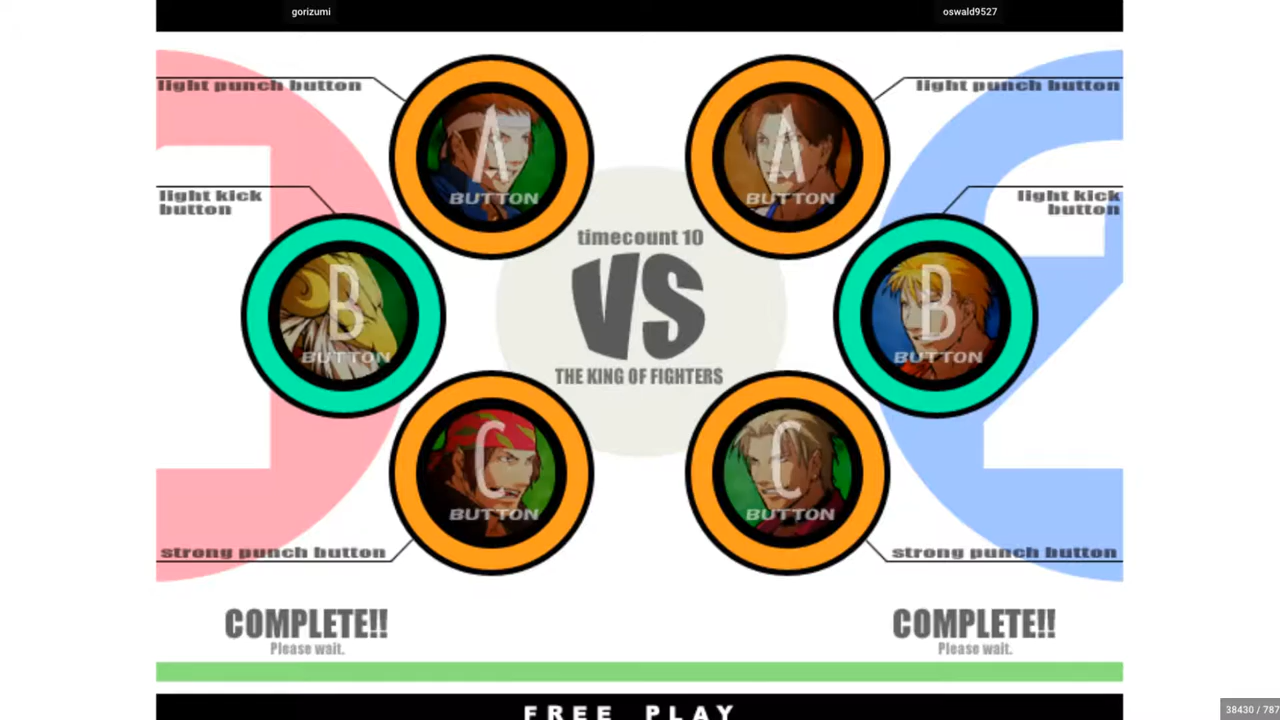 gorizumi
oswald9527
light punch button
light punch button
A
BUTTON
A
BUTTON
light kick
button
light kick
button
timecount 10
VS
THE KING OF FIGHTERS
B
BUTTON
B
BUTTON
C
BUTTON
C
BUTTON
strong punch button
strong punch button
COMPLETE!!
Please wait.
COMPLETE!!
Please wait.
FREE PLAY
38430 / 787